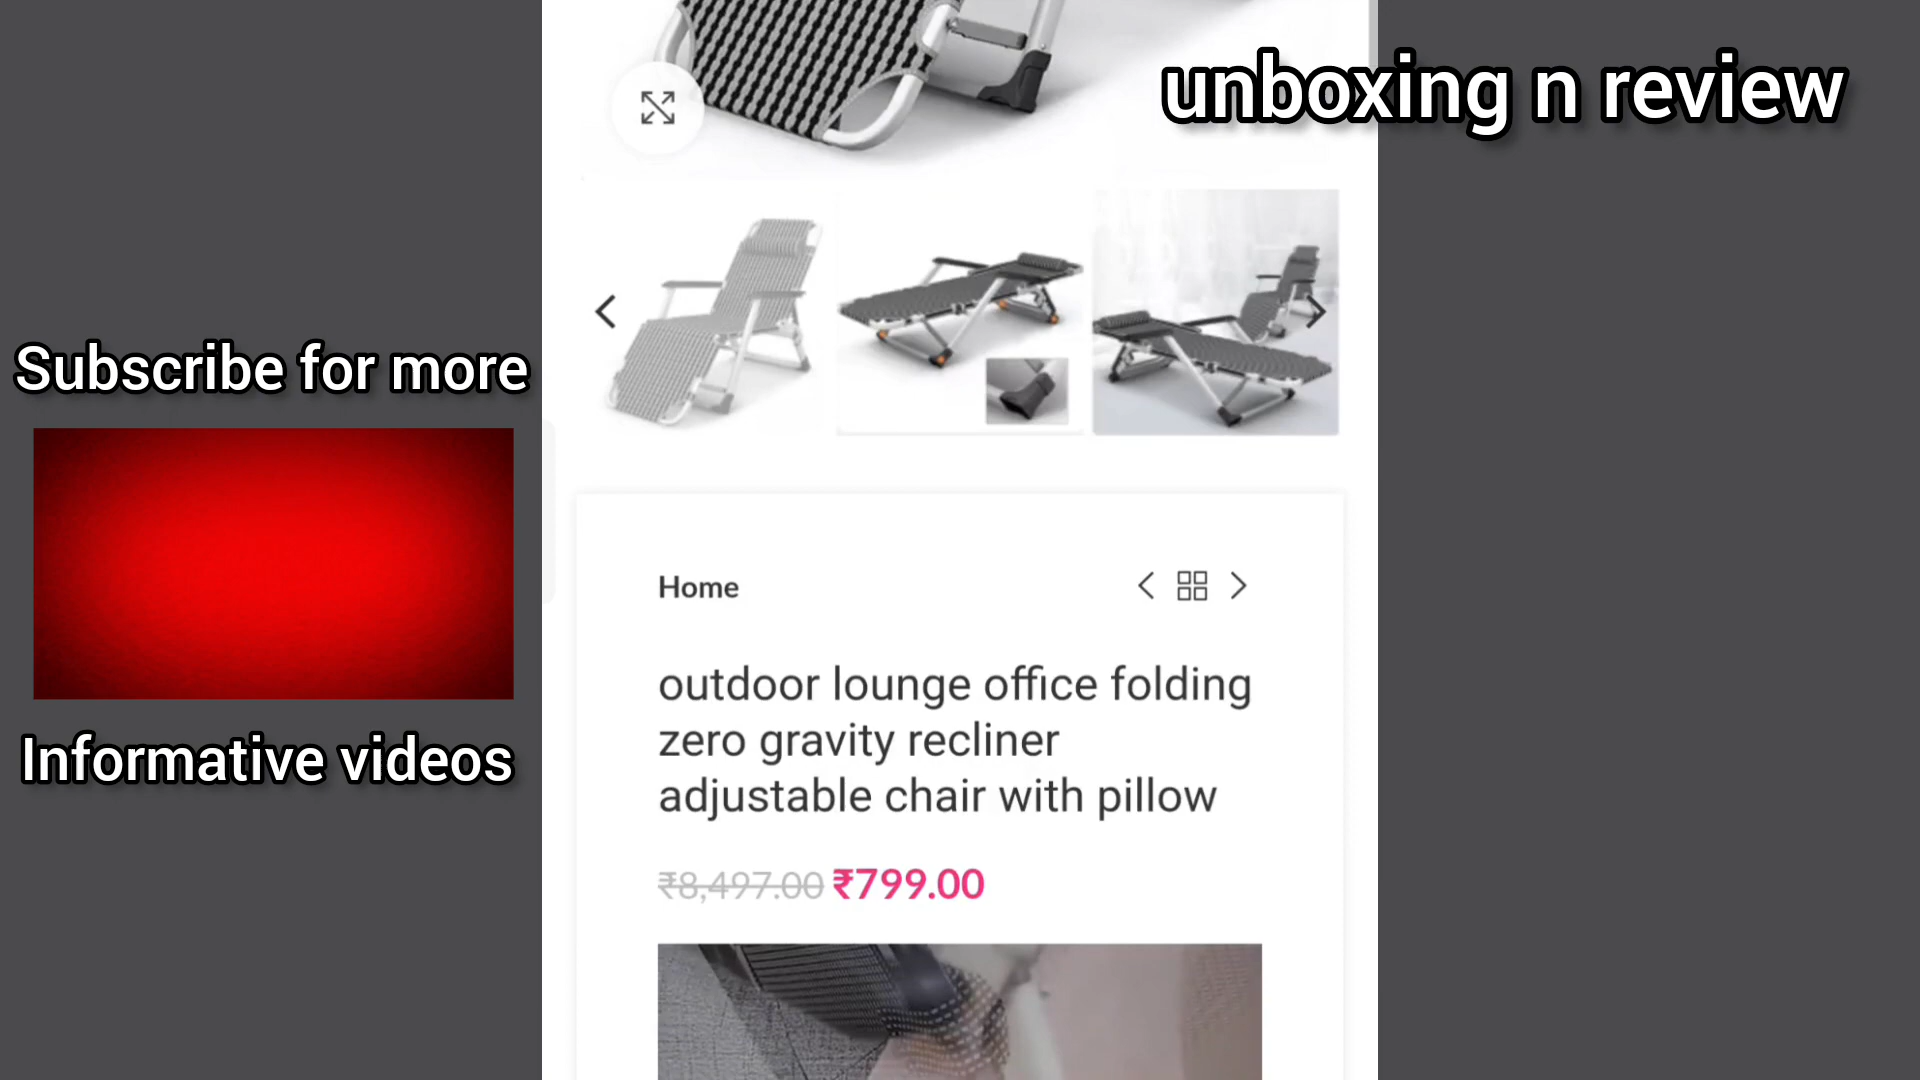 unboxing n review
Subscribe for more
Informative videos
Home
outdoor lounge office folding
zero gravity recliner
adjustable chair with pillow
₹8,497.00 ₹799.00